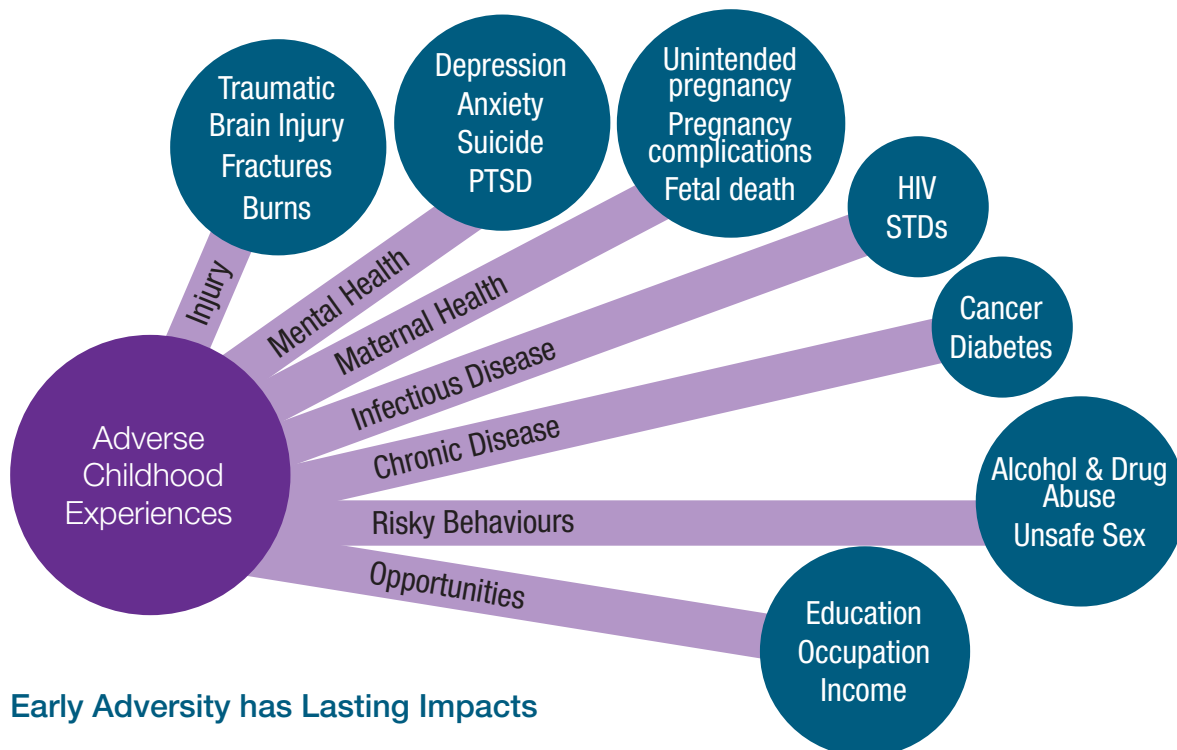 Traumatic
Brain Injury
Fractures
Burns
Depression
Anxiety
Suicide
PTSD
Unintended
pregnancy
Pregnancy
complications
Fetal death
HIV
STDs
Cancer
Diabetes
Alcohol & Drug
Abuse
Unsafe Sex
Education
Occupation
Income
Injury
Mental Health
Maternal Health
Infectious Disease
Chronic Disease
Risky Behaviours
Opportunities
Adverse
Childhood
Experiences
Early Adversity has Lasting Impacts